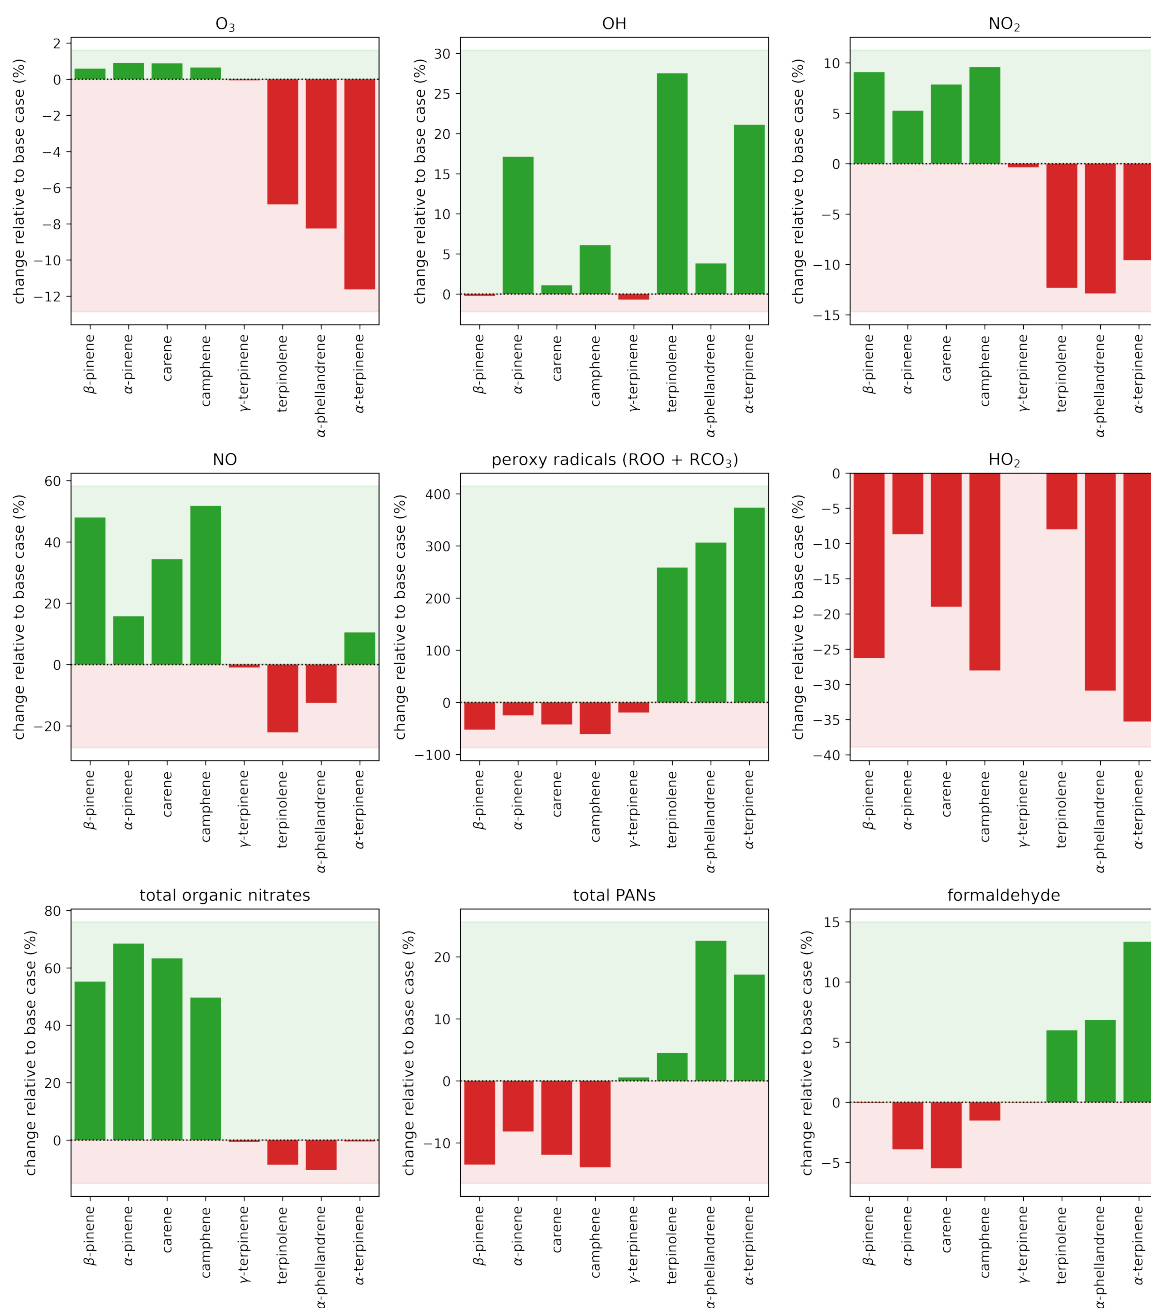 O₃
change relative to base case (%)
2
0
−2
−4
−6
−8
−10
−12
β-pinene
α-pinene
carene
camphene
γ-terpinene
terpinolene
α-phellandrene
α-terpinene
OH
change relative to base case (%)
30
25
20
15
10
5
0
β-pinene
α-pinene
carene
camphene
γ-terpinene
terpinolene
α-phellandrene
α-terpinene
NO₂
change relative to base case (%)
10
5
0
−5
−10
−15
β-pinene
α-pinene
carene
camphene
γ-terpinene
terpinolene
α-phellandrene
α-terpinene
NO
change relative to base case (%)
60
40
20
0
−20
β-pinene
α-pinene
carene
camphene
γ-terpinene
terpinolene
α-phellandrene
α-terpinene
peroxy radicals (ROO + RCO₃)
change relative to base case (%)
400
300
200
100
0
−100
β-pinene
α-pinene
carene
camphene
γ-terpinene
terpinolene
α-phellandrene
α-terpinene
HO₂
change relative to base case (%)
0
−5
−10
−15
−20
−25
−30
−35
−40
β-pinene
α-pinene
carene
camphene
γ-terpinene
terpinolene
α-phellandrene
α-terpinene
total organic nitrates
change relative to base case (%)
80
60
40
20
0
β-pinene
α-pinene
carene
camphene
γ-terpinene
terpinolene
α-phellandrene
α-terpinene
total PANs
change relative to base case (%)
20
10
0
−10
β-pinene
α-pinene
carene
camphene
γ-terpinene
terpinolene
α-phellandrene
α-terpinene
formaldehyde
change relative to base case (%)
15
10
5
0
−5
β-pinene
α-pinene
carene
camphene
γ-terpinene
terpinolene
α-phellandrene
α-terpinene